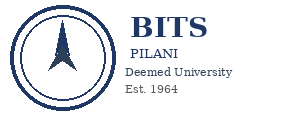 BITS
PILANI
Deemed University
Est. 1964